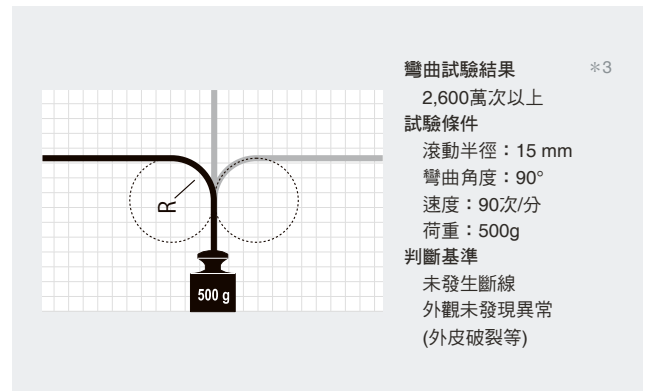 彎曲試驗結果 ＊3
2,600萬次以上
試驗條件
滾動半徑：15 mm
彎曲角度：90°
速度：90次/分
荷重：500g
判斷基準
未發生斷線
外觀未發現異常
(外皮破裂等)
R
500 g